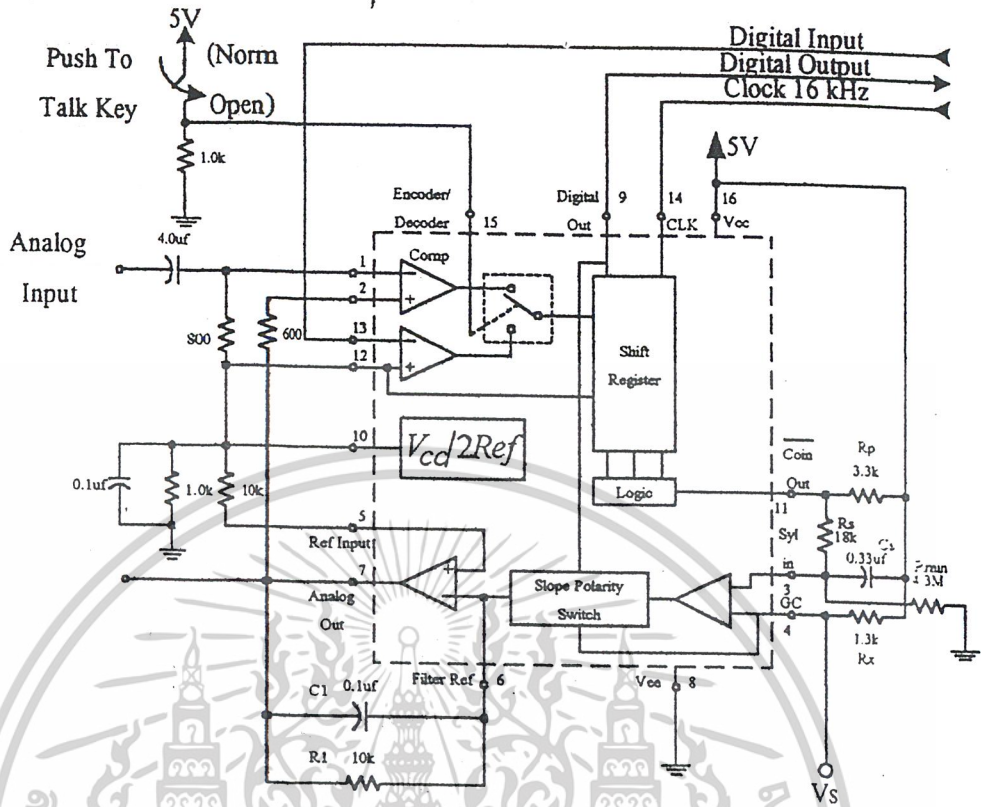 5V
Push To
(Norm
Talk Key
Open)
1.0k
Digital Input
Digital Output
Clock 16 kHz
5V
Encoder/
Decoder
15
Digital
Out
9
14
CLK
16
Vcc
Analog
Input
4.0uf
1
Comp
2
800
600
13
12
Shift
Register
10
Vcc/2Ref
0.1uf
1.0k
10k
Logic
Coin
Out
11
Rp
3.3k
Rs
18k
Syl
in
3
0.33uf
GC
4
1.3k
Rx
5
Ref Input
7
Analog
Out
Slope Polarity
Switch
Filter Ref
6
8
C1
0.1uf
R1
10k
Vs